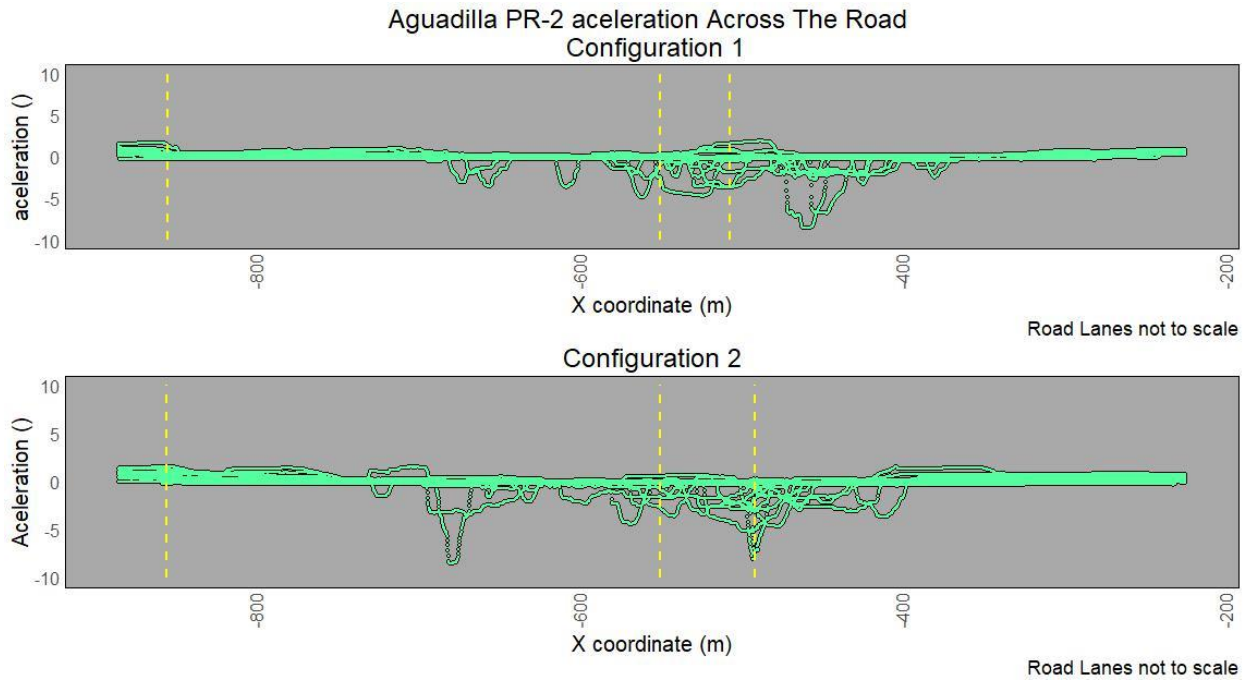 Aguadilla PR-2 aceleration Across The Road
Configuration 1
10
5
0
-5
-10
aceleration ()
-800
-600
-400
-200
X coordinate (m)
Road Lanes not to scale
Configuration 2
10
5
0
-5
-10
Aceleration ()
-800
-600
-400
-200
X coordinate (m)
Road Lanes not to scale